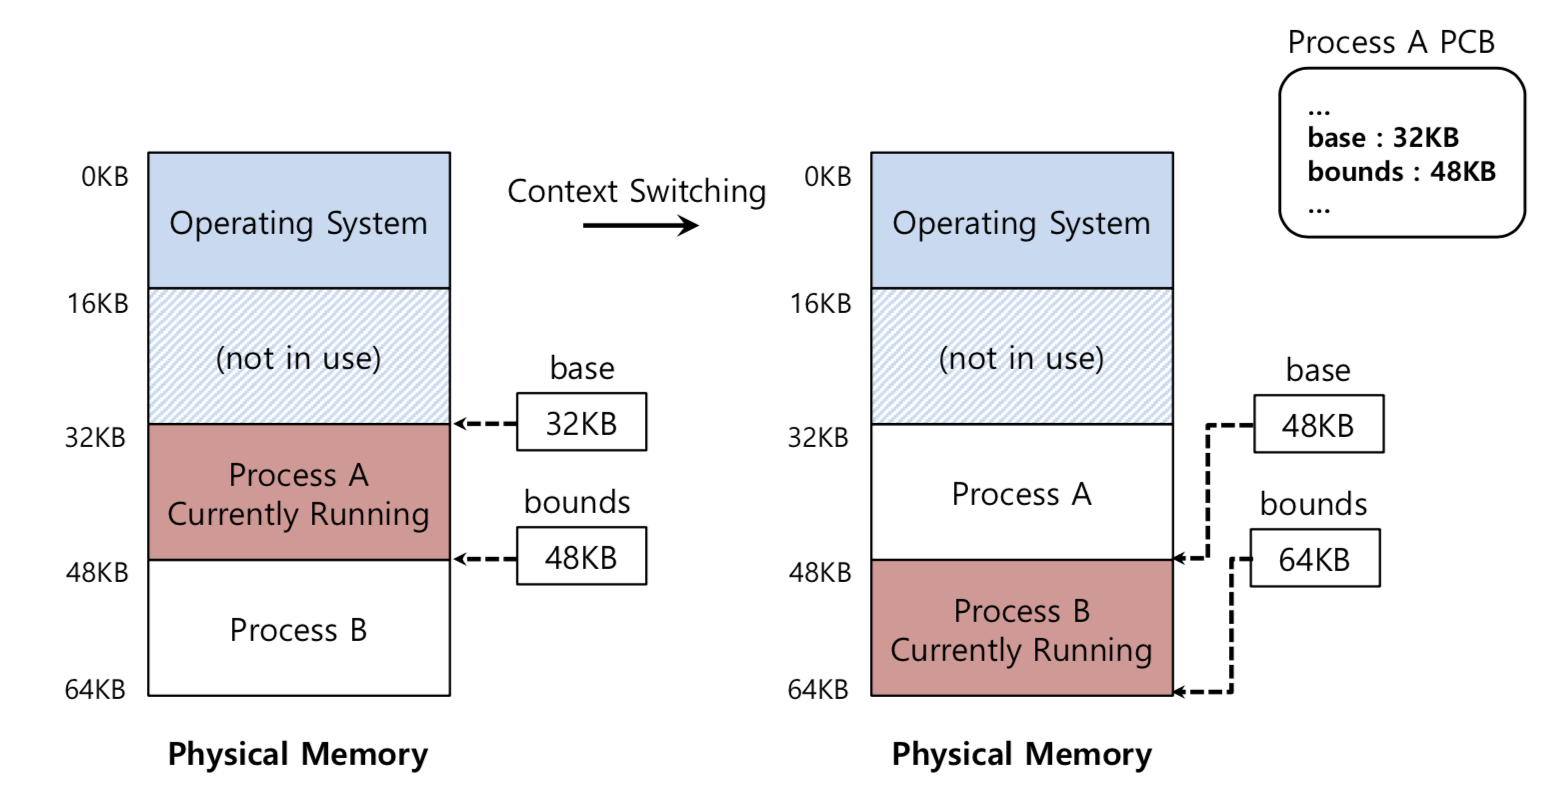 Process A PCB
...
base : 32KB
bounds : 48KB
...
Context Switching
0KB
Operating System
16KB
(not in use)
base
32KB
32KB
Process A
Currently Running
bounds
48KB
48KB
Process B
64KB
Physical Memory
0KB
Operating System
16KB
(not in use)
base
48KB
32KB
Process A
bounds
64KB
48KB
Process B
Currently Running
64KB
Physical Memory